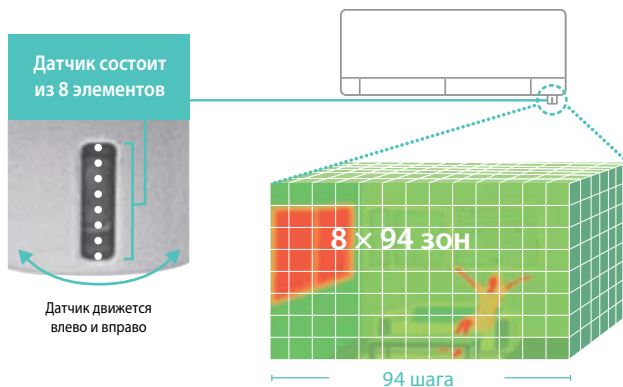 Датчик состоит
из 8 элементов
8 × 94 зон
Датчик движется
влево и вправо
94 шага